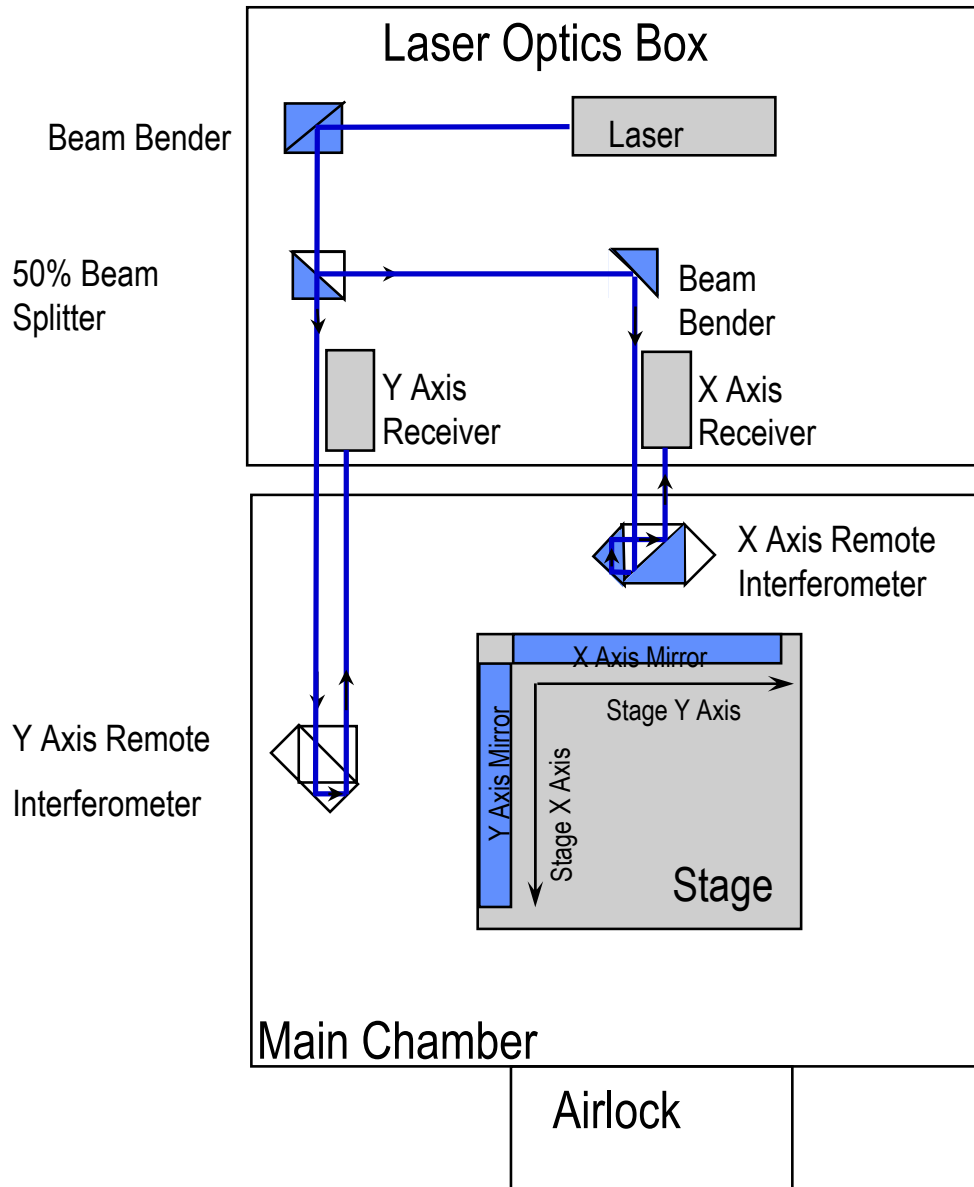 Laser Optics Box
Beam Bender
Laser
50% Beam
Splitter
Beam
Bender
Y Axis
Receiver
X Axis
Receiver
X Axis Remote
Interferometer
X Axis Mirror
Stage Y Axis
Y Axis Remote
Interferometer
Y Axis Mirror
Stage X Axis
Stage
Main Chamber
Airlock